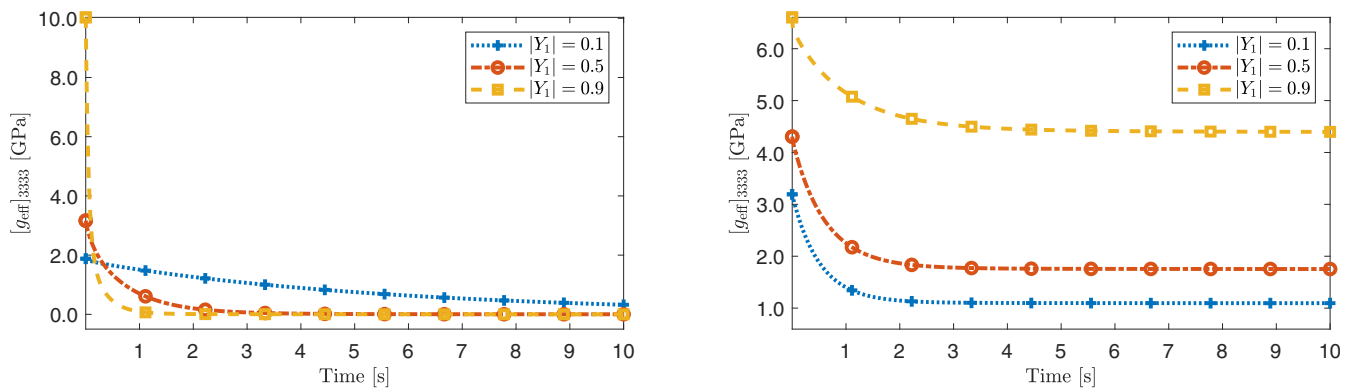 10.0
8.0
6.0
4.0
2.0
0.0
[g_eff]_3333 [GPa]
1 2 3 4 5 6 7 8 9 10
Time [s]
|Y_1| = 0.1
|Y_1| = 0.5
|Y_1| = 0.9
6.0
5.0
4.0
3.0
2.0
1.0
[g_eff]_3333 [GPa]
1 2 3 4 5 6 7 8 9 10
Time [s]
|Y_1| = 0.1
|Y_1| = 0.5
|Y_1| = 0.9